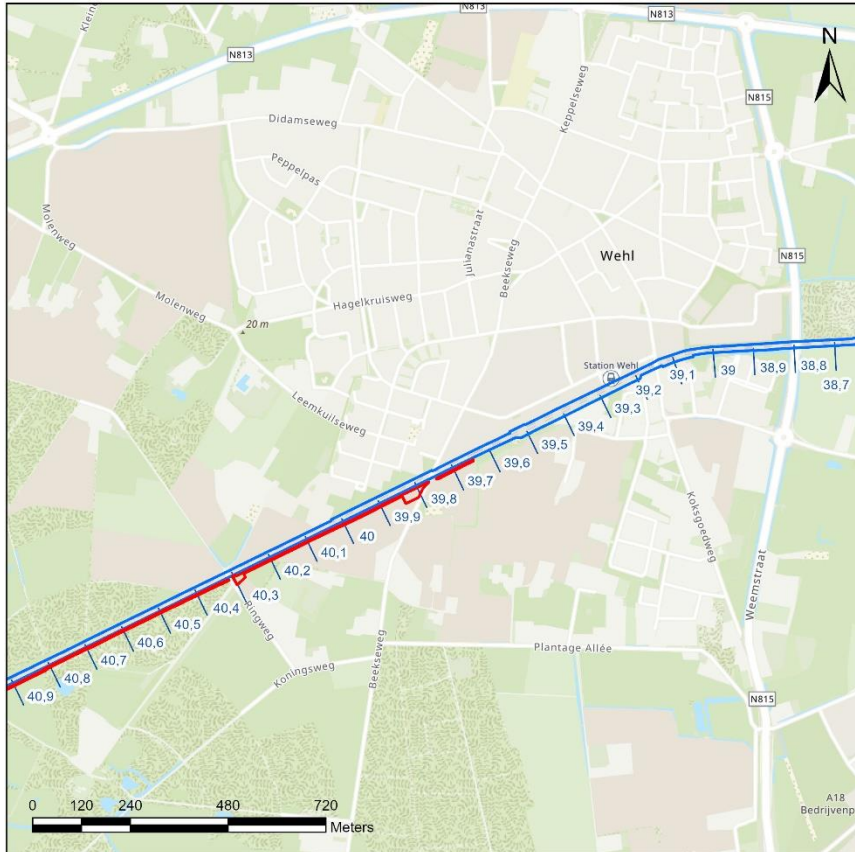 N813
Klein
N813
N813
N
N815
Didamseweg
Keppelseweg
Peppelpas
Molenweg
Julianastraat
Beekseweg
Wehl
N815
Hagelkruisweg
Molenweg
20 m
Station Wehl
39,2
39,1
39
38,9
38,8
38,7
Leemkuilseweg
39,3
39,4
39,5
39,6
39,7
39,8
39,9
40
40,1
Koksgoedweg
40,2
40,3
40,4
40,5
40,6
40,7
40,8
40,9
Ringweg
Weemstraat
Koningsweg
Beekseweg
Plantage Allée
N815
0 120 240 480 720
Meters
A18
Bedrijvenp